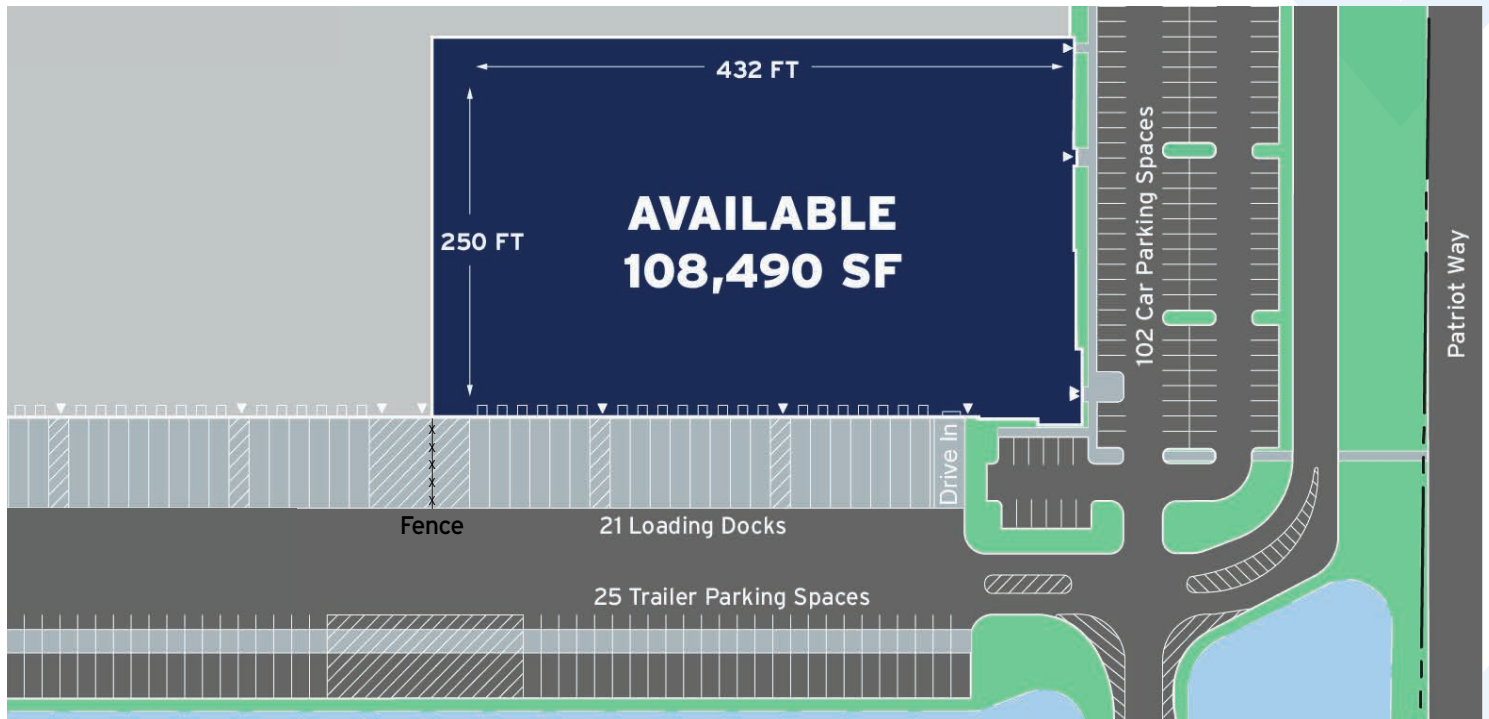 432 FT
250 FT
AVAILABLE
108,490 SF
102 Car Parking Spaces
Patriot Way
Drive In
Fence
21 Loading Docks
25 Trailer Parking Spaces